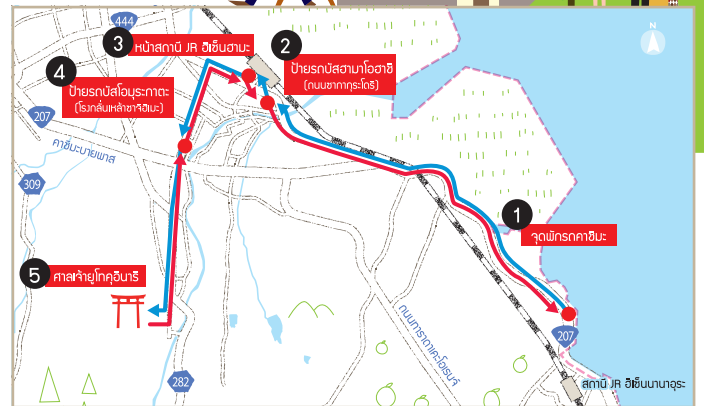 444
N
3 หน้าสถานี JR ฮิเซ็นฮามะ
2 ป้ายรถบัสฮามาโอฮาชิ
(ถนนซากากุระโดริ)
4 ป้ายรถบัสโอมุระกาตะ
(โรงกลั่นเหล้าซาจิฮิเมะ)
207
คาชิมะบายพาส
309
1
จุดพักรถคาชิมะ
5 ศาลเจ้ายูโทคุอินาริ
ถนนทาราดาเคะโอเรนจ์
207
สถานี JR ฮิเซ็นนานาอุระ
282